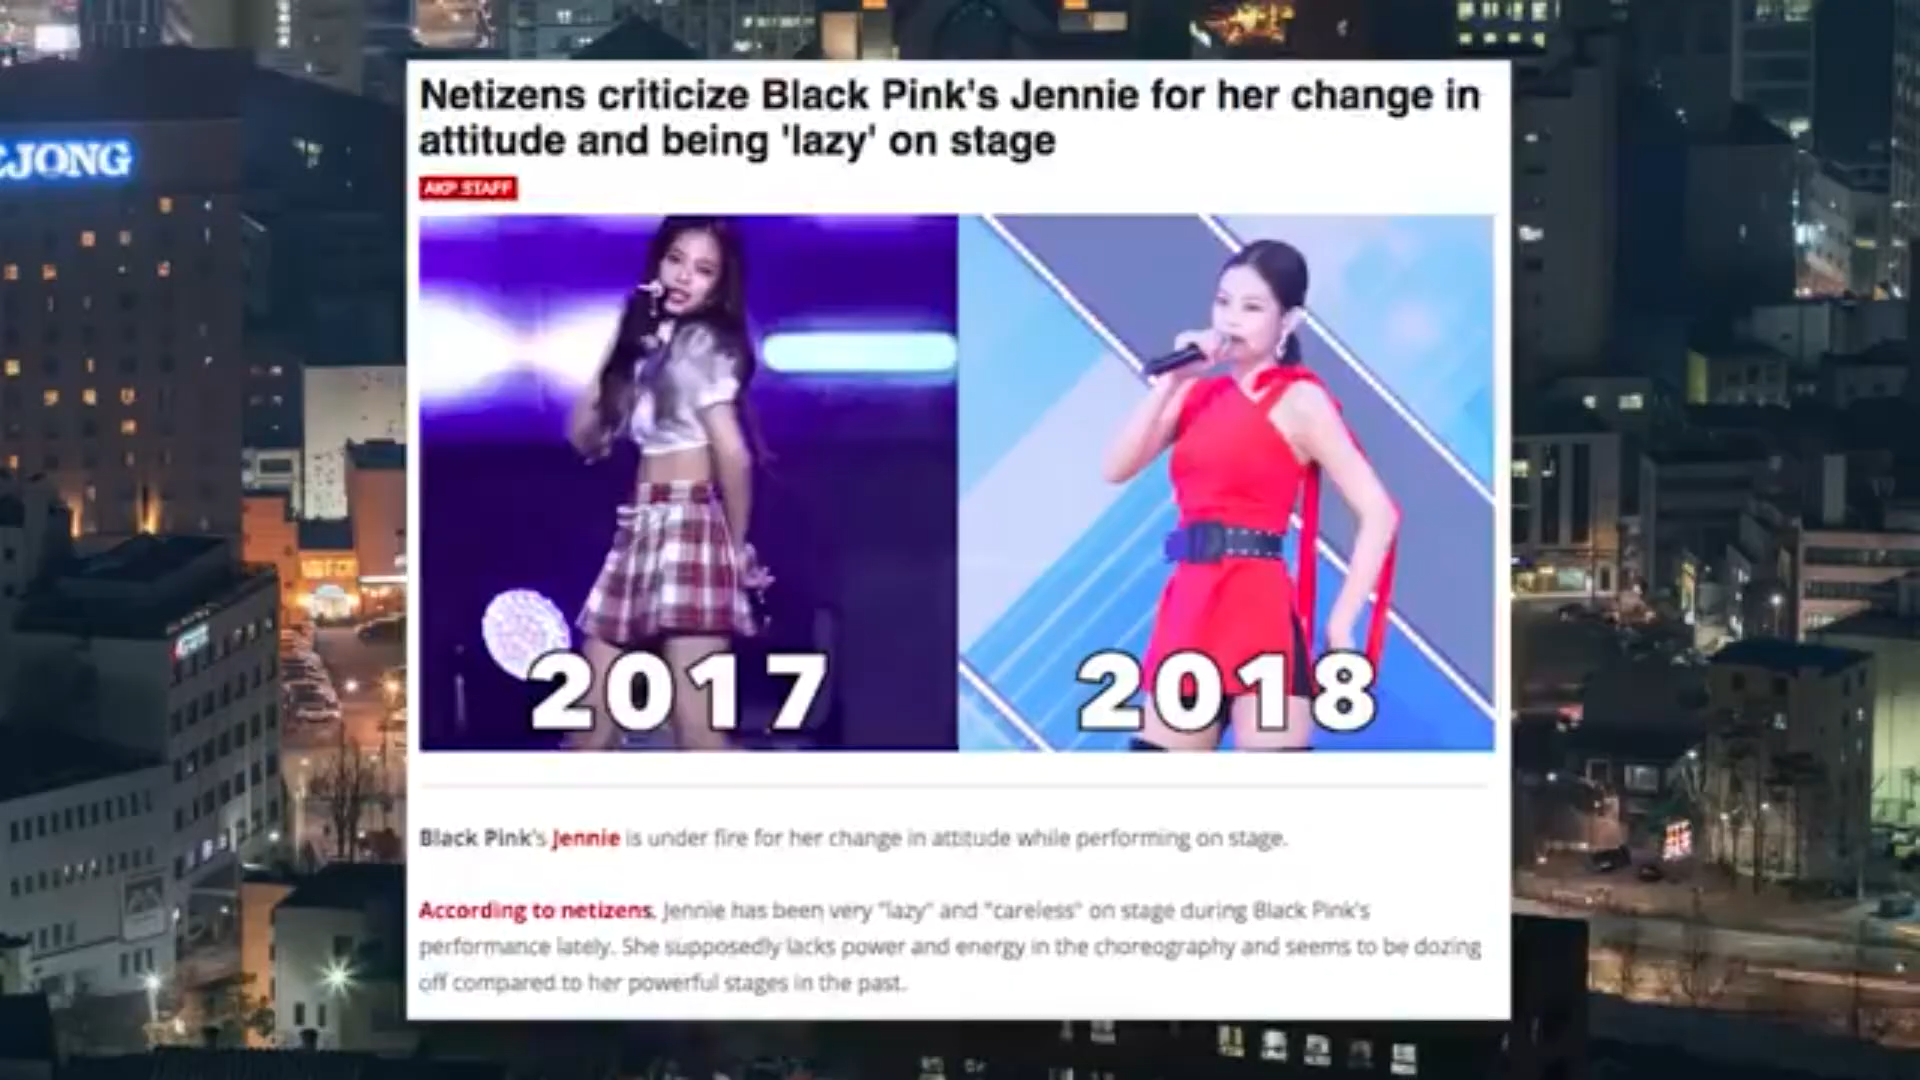 Netizens criticize Black Pink's Jennie for her change in
attitude and being 'lazy' on stage
AKP STAFF
JONG
2017
2018
Black Pink's Jennie is under fire for her change in attitude while performing on stage.
According to netizens, Jennie has been very "lazy" and "careless" on stage during Black Pink's
performance lately. She supposedly lacks power and energy in the choreography and seems to be dozing
off compared to her powerful stages in the past.